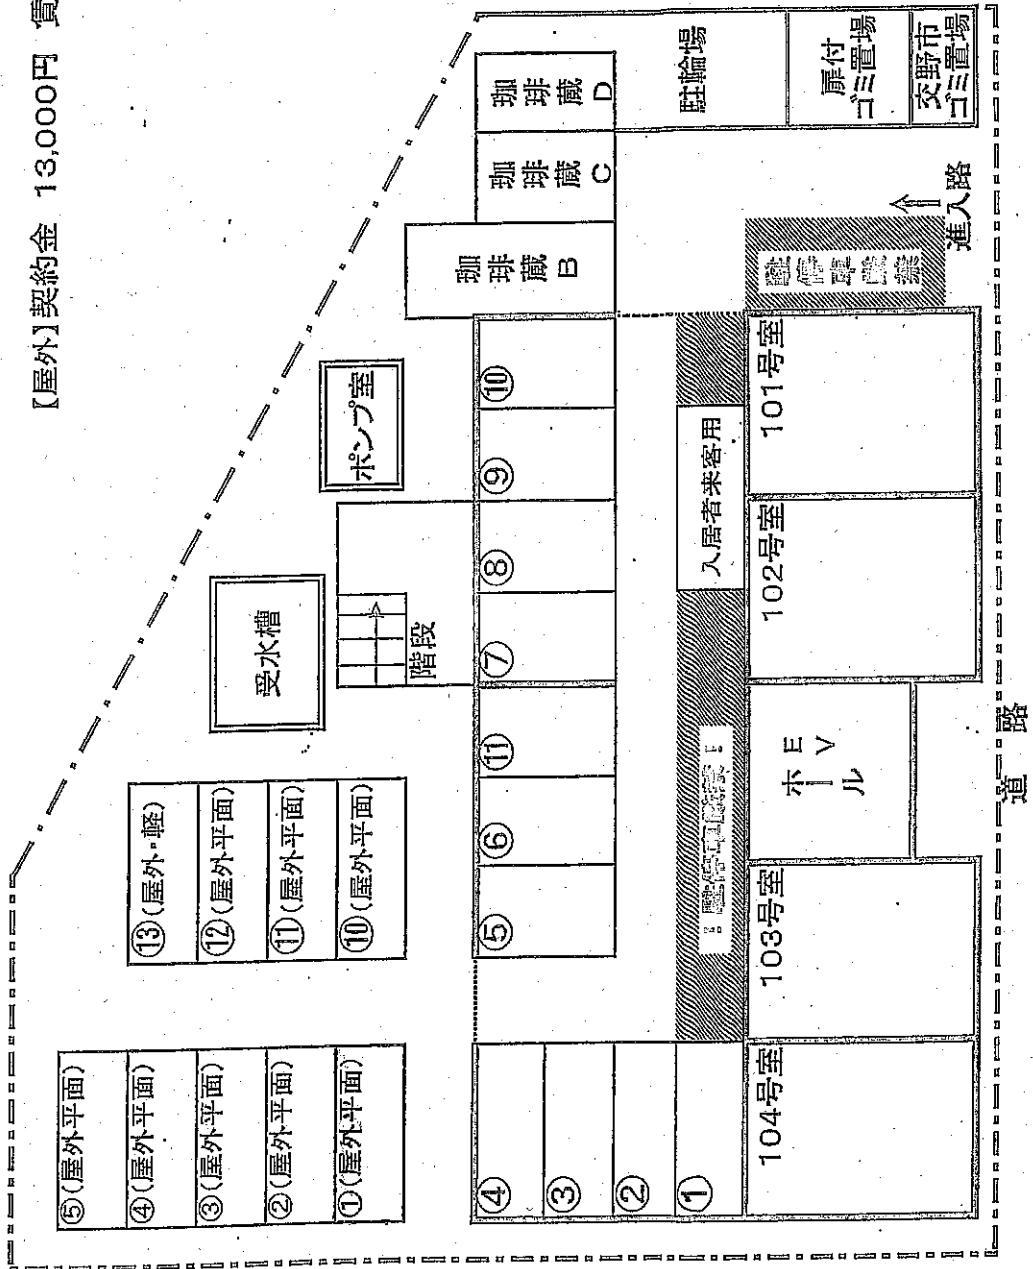 【屋外】契約金 13,000円
⑤(屋外平面)
④(屋外平面)
③(屋外平面)
②(屋外平面)
①(屋外平面)
⑬(屋外・軽)
⑫(屋外平面)
⑪(屋外平面)
⑩(屋外平面)
受水槽
階段
ポンプ室
④
③
②
①
⑤
⑥
⑪
⑦
⑧
⑨
⑩
珈琲蔵B
珈琲蔵C
珈琲蔵D
駐輪場
扉付
ゴミ置場
交野市
ゴミ置場
入居者来客用
進入路
104号室
103号室
EV
ホール
102号室
101号室
道路